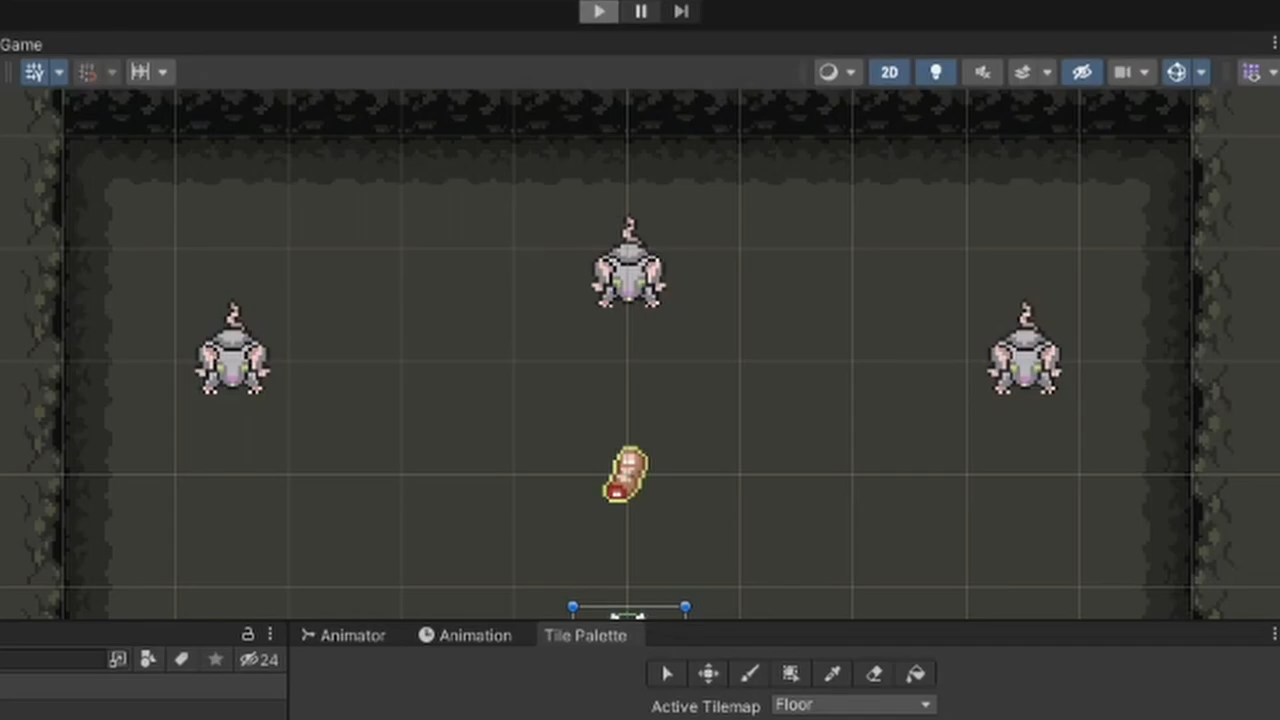 Game
2D
Animator
Animation
Tile Palette
24
Active Tilemap
Floor